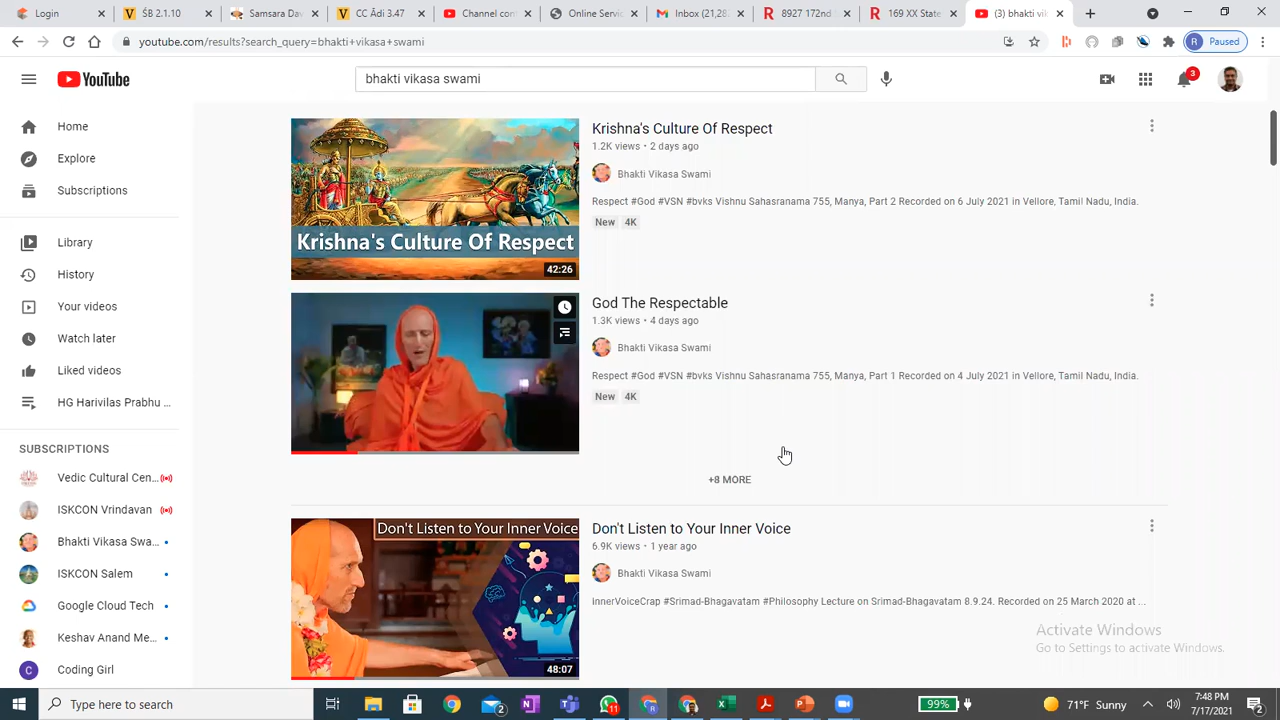 Login
ŚB 2.1.10
Samsara Dav
CC Ādi 3.47
Channel con
Online Servic
Inbox (21,28
8927 172nd
169 XX State
(3) bhakti vik
youtube.com/results?search_query=bhakti+vikasa+swami
R Paused
YouTube
bhakti vikasa swami
3
Home
Explore
Subscriptions
Library
History
Your videos
Watch later
Liked videos
HG Harivilas Prabhu ...
SUBSCRIPTIONS
Vedic Cultural Cen...
ISKCON Vrindavan
Bhakti Vikasa Swa...
ISKCON Salem
Google Cloud Tech
Keshav Anand Me...
C Coding Girl
Krishna's Culture Of Respect
42:26
Krishna's Culture Of Respect
1.2K views • 2 days ago
Bhakti Vikasa Swami
Respect #God #VSN #bvks Vishnu Sahasranama 755, Manya, Part 2 Recorded on 6 July 2021 in Vellore, Tamil Nadu, India.
New 4K
God The Respectable
1.3K views • 4 days ago
Bhakti Vikasa Swami
Respect #God #VSN #bvks Vishnu Sahasranama 755, Manya, Part 1 Recorded on 4 July 2021 in Vellore, Tamil Nadu, India.
New 4K
+8 MORE
Don't Listen to Your Inner Voice
48:07
Don't Listen to Your Inner Voice
6.9K views • 1 year ago
Bhakti Vikasa Swami
InnerVoiceCrap #Srimad-Bhagavatam #Philosophy Lecture on Srimad-Bhagavatam 8.9.24. Recorded on 25 March 2020 at ...
Activate Windows
Go to Settings to activate Windows.
Type here to search
2
11
99%
71°F Sunny
7:48 PM
7/17/2021
2